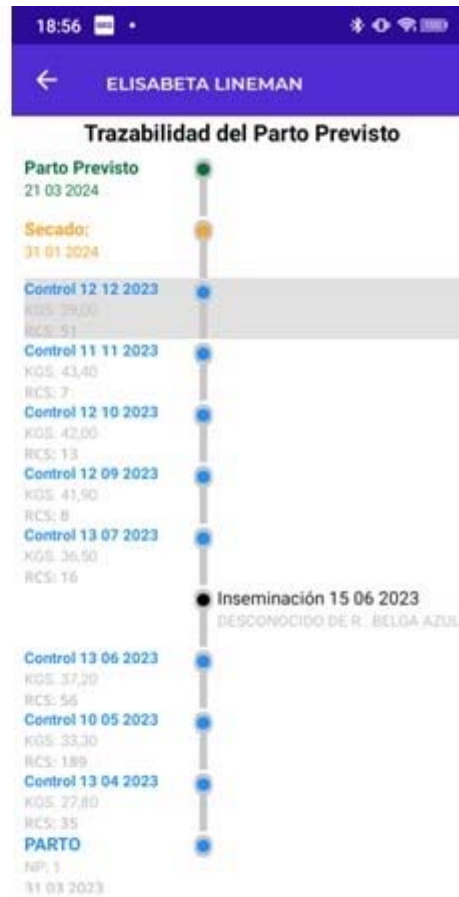 18:56
ELISABETA LINEMAN
Trazabilidad del Parto Previsto
Parto Previsto
21 03 2024
Secado:
31 01 2024
Control 12 12 2023
KGS: 39,00
RCS: 51
Control 11 11 2023
KGS: 43,40
RCS: 7
Control 12 10 2023
KGS: 42,00
RCS: 13
Control 12 09 2023
KGS: 41,90
RCS: 8
Control 13 07 2023
KGS: 36,50
RCS: 16
Inseminación 15 06 2023
DESCONOCIDO DE R. BELGA AZUL
Control 13 06 2023
KGS: 37,20
RCS: 56
Control 10 05 2023
KGS: 33,30
RCS: 189
Control 13 04 2023
KGS: 27,80
RCS: 35
PARTO
NP: 1
31 03 2023